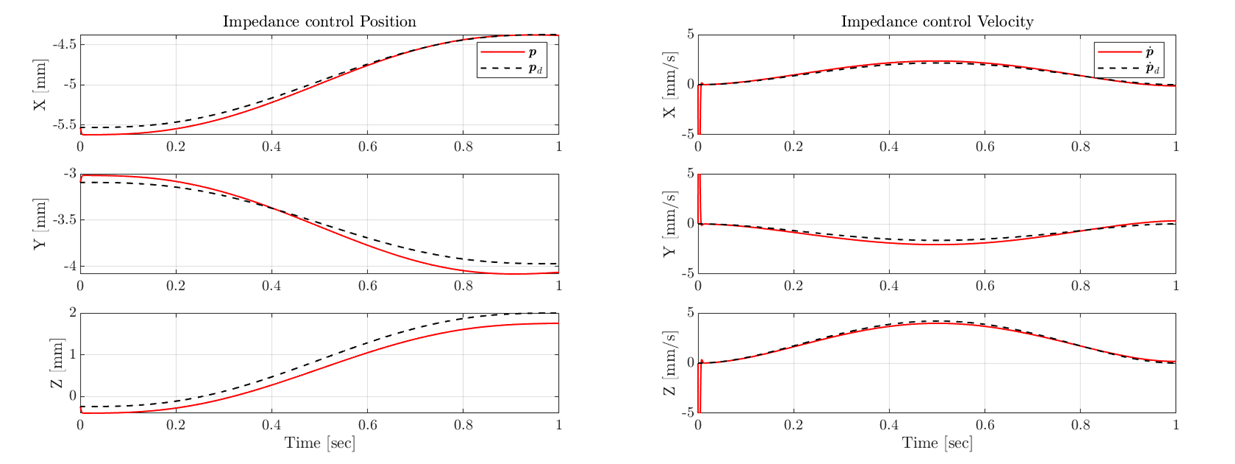 Impedance control Position
X [mm]
-4.5
-5
-5.5
p
p_d
0 0.2 0.4 0.6 0.8 1
Y [mm]
-3
-3.5
-4
0 0.2 0.4 0.6 0.8 1
Z [mm]
2
1
0
0 0.2 0.4 0.6 0.8 1
Time [sec]
Impedance control Velocity
X [mm/s]
5
0
-5
ṗ
ṗ_d
0 0.2 0.4 0.6 0.8 1
Y [mm/s]
5
0
-5
0 0.2 0.4 0.6 0.8 1
Z [mm/s]
5
0
-5
0 0.2 0.4 0.6 0.8 1
Time [sec]